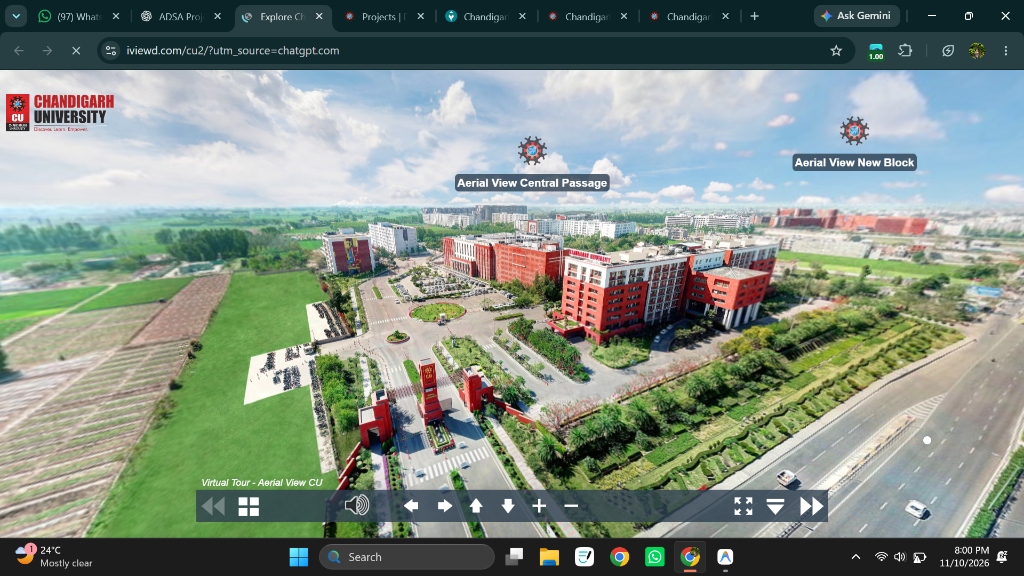 (97) Whats
ADSA Proj
Explore Ch
Projects |
Chandigar
Chandigar
Chandigar
Ask Gemini
iviewd.com/cu2/?utm_source=chatgpt.com
1.00
CU
CHANDIGARH
UNIVERSITY
Discover. Learn. Empower.
Aerial View Central Passage
Aerial View New Block
Virtual Tour - Aerial View CU
1
24°C
Mostly clear
Search
8:00 PM
11/10/2026